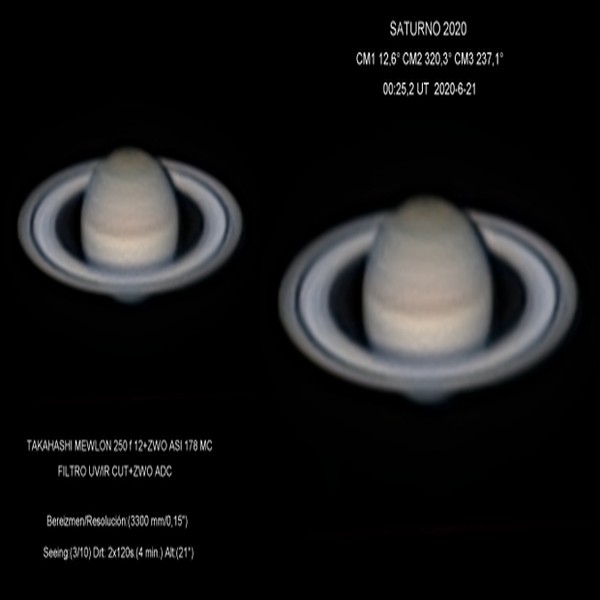 SATURNO 2020
CM1 12,6° CM2 320,3° CM3 237,1°
00:25,2 UT 2020-6-21
TAKAHASHI MEWLON 250 f 12+ZWO ASI 178 MC
FILTRO UV/IR CUT+ZWO ADC
Bereizmen/Resolución:(3300 mm/0,15")
Seeing:(3/10) Drt: 2x120s.(4 min.) Alt:(21°)